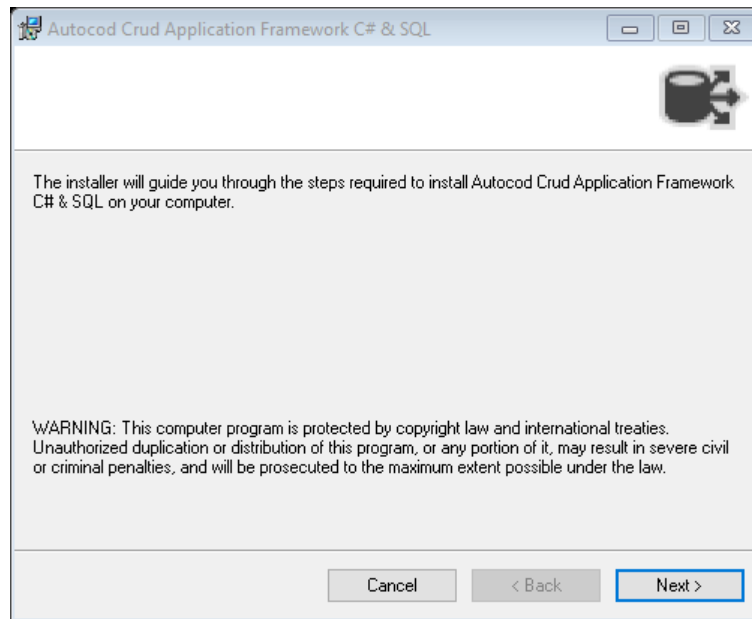 Autocod Crud Application Framework C# & SQL
The installer will guide you through the steps required to install Autocod Crud Application Framework
C# & SQL on your computer.
WARNING: This computer program is protected by copyright law and international treaties.
Unauthorized duplication or distribution of this program, or any portion of it, may result in severe civil
or criminal penalties, and will be prosecuted to the maximum extent possible under the law.
Cancel
< Back
Next >